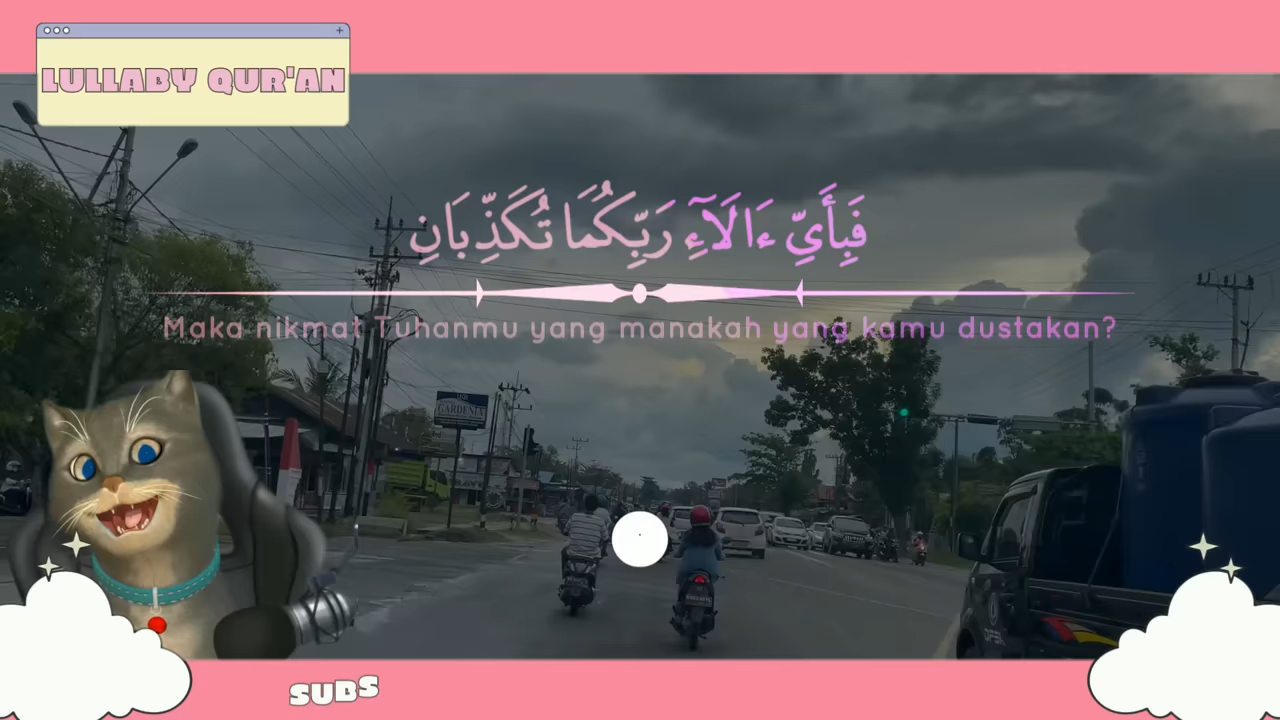 LULLABY QUR'AN
فَبِأَيِّ ءَالَآءِ رَبِّكُمَا تُكَذِّبَانِ
Maka nikmat Tuhanmu yang manakah yang kamu dustakan?
GARDENIA
SUBS